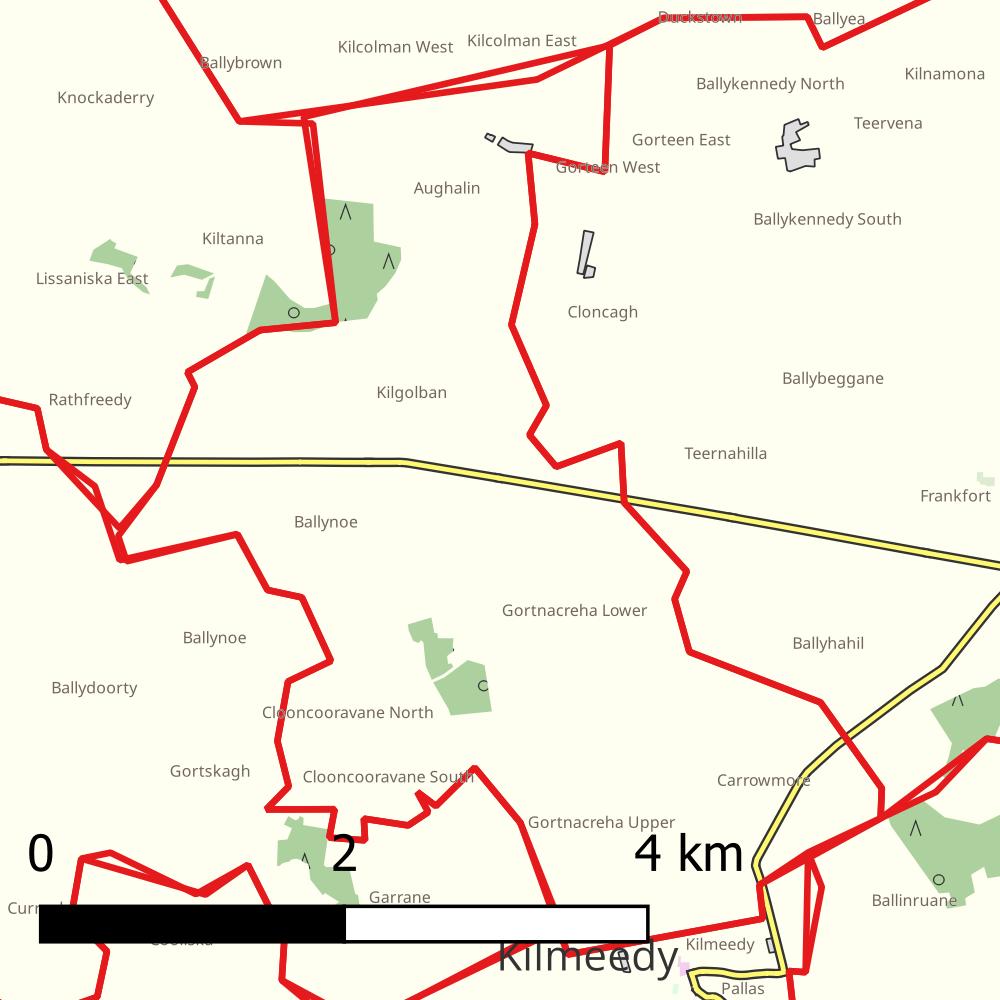 Duckstown
Ballyea
Kilcolman East
Kilcolman West
Ballybrown
Kilnamona
Ballykennedy North
Knockaderry
Teervena
Gorteen East
Gorteen West
Aughalin
Ballykennedy South
Kiltanna
Lissaniska East
Cloncagh
Ballybeggane
Kilgolban
Rathfreedy
Teernahilla
Frankfort
Ballynoe
Gortnacreha Lower
Ballynoe
Ballyhahil
Ballydoorty
Clooncooravane North
Gortskagh
Clooncooravane South
Carrowmore
Gortnacreha Upper
0 2 4 km
Garrane
Ballinruane
Kilmeedy
Kilmeedy
Pallas